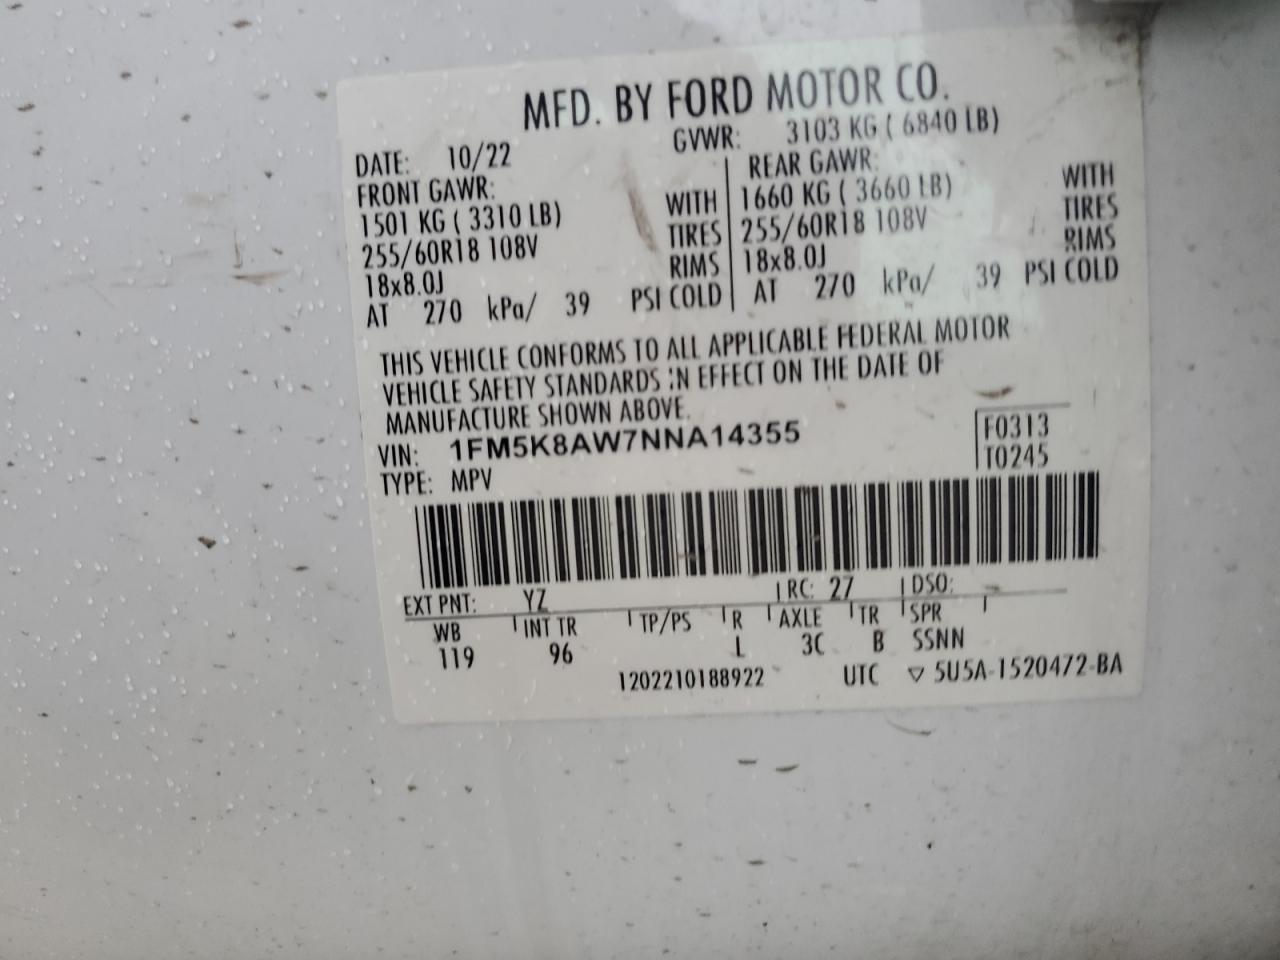 MFD. BY FORD MOTOR CO.
DATE: 10/22 GVWR: 3103 KG ( 6840 LB)
FRONT GAWR: REAR GAWR:
1501 KG ( 3310 LB) WITH 1660 KG ( 3660 LB) WITH
255/60R18 108V TIRES 255/60R18 108V TIRES
18x8.0J RIMS 18x8.0J RIMS
AT 270 kPa/ 39 PSI COLD AT 270 kPa/ 39 PSI COLD
THIS VEHICLE CONFORMS TO ALL APPLICABLE FEDERAL MOTOR
VEHICLE SAFETY STANDARDS IN EFFECT ON THE DATE OF
MANUFACTURE SHOWN ABOVE.
VIN: 1FM5K8AW7NNA14355 F0313
TYPE: MPV T0245
EXT PNT: YZ RC: 27 DSO:
WB INT TR TP/PS R AXLE TR SPR
119 96 L 3C B SSNN
1202210188922 UTC ▽ 5U5A-1520472-BA